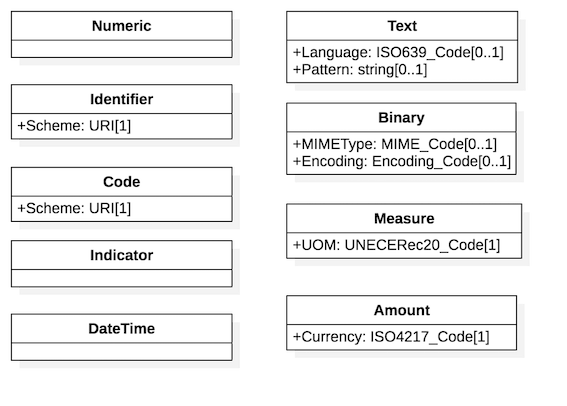 Numeric
Identifier
+Scheme: URI[1]
Code
+Scheme: URI[1]
Indicator
DateTime
Text
+Language: ISO639_Code[0..1]
+Pattern: string[0..1]
Binary
+MIMEType: MIME_Code[0..1]
+Encoding: Encoding_Code[0..1]
Measure
+UOM: UNECERec20_Code[1]
Amount
+Currency: ISO4217_Code[1]